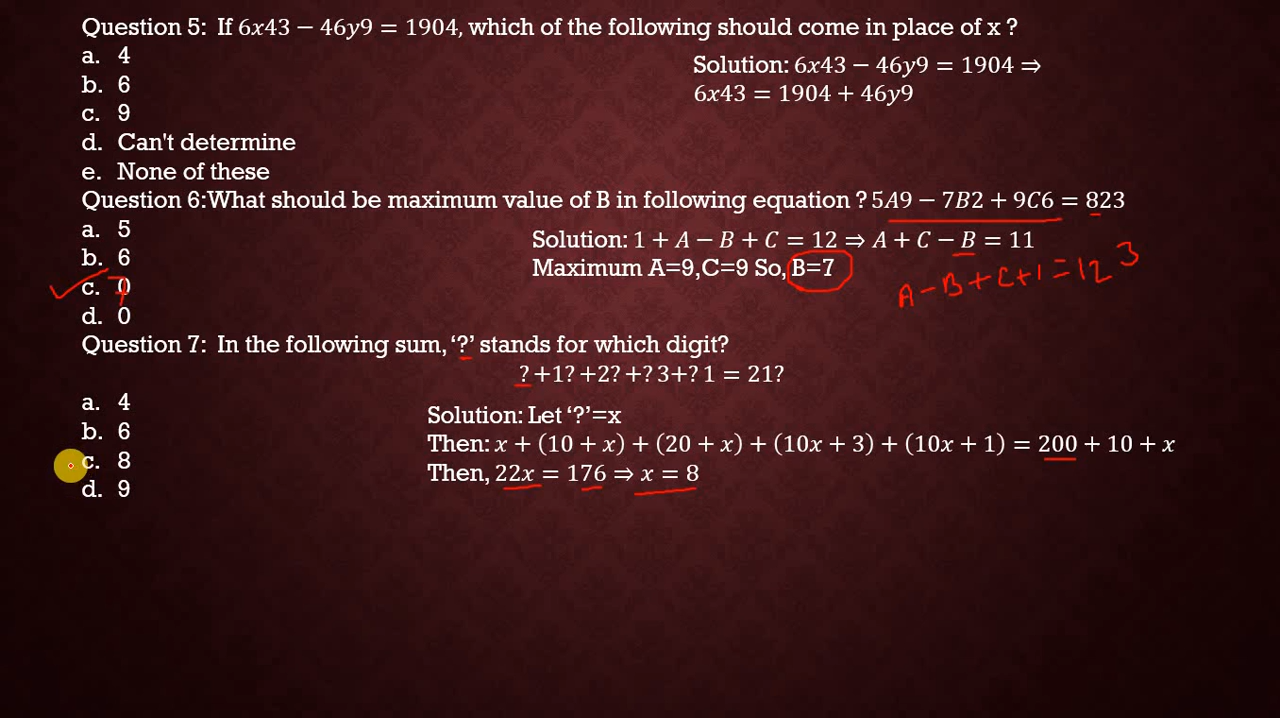 Question 5: If 6x43 − 46y9 = 1904, which of the following should come in place of x ?
a. 4
Solution: 6x43 − 46y9 = 1904 ⇒
b. 6
6x43 = 1904 + 46y9
c. 9
d. Can't determine
e. None of these
Question 6:What should be maximum value of B in following equation ? 5A9 − 7B2 + 9C6 = 823
a. 5
Solution: 1 + A − B + C = 12 ⇒ A + C − B = 11
b. 6
Maximum A=9,C=9 So, B=7
A − B + C + 1 = 12 3
c. 0 7
d. 0
Question 7: In the following sum, ‘?’ stands for which digit?
? +1? +2? +? 3+? 1 = 21?
a. 4
Solution: Let ‘?’=x
b. 6
Then: x + (10 + x) + (20 + x) + (10x + 3) + (10x + 1) = 200 + 10 + x
c. 8
Then, 22x = 176 ⇒ x = 8
d. 9